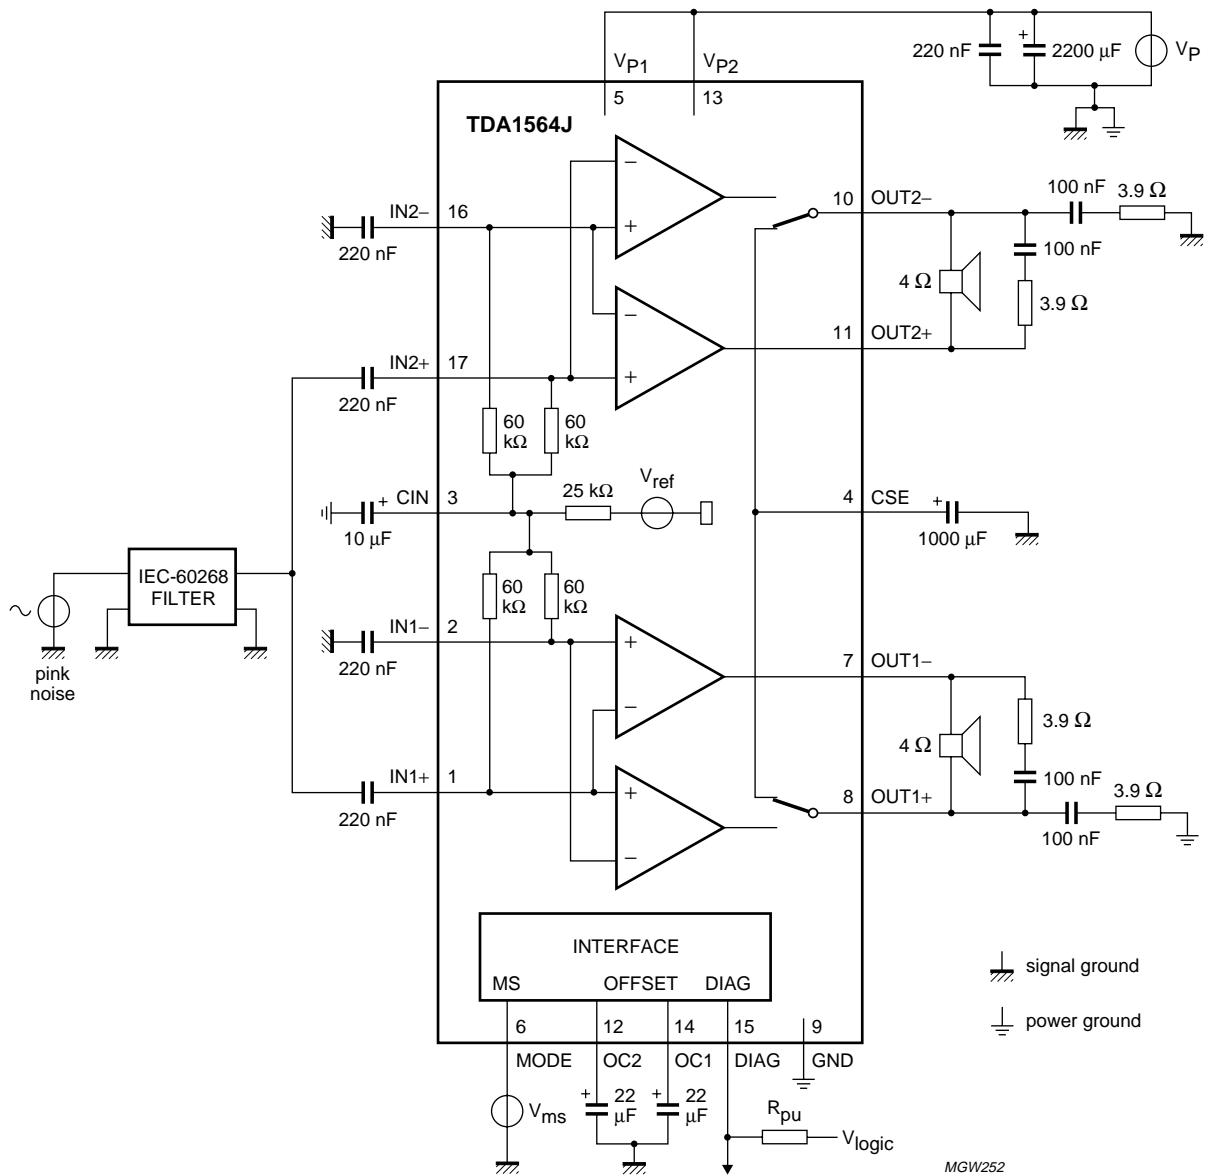 220 nF
+
2200 µF
VP
VP1
VP2
5
13
TDA1564J
−
+
IN2−
16
220 nF
10
OUT2−
100 nF
3.9 Ω
100 nF
4 Ω
3.9 Ω
−
+
11
OUT2+
IN2+
17
220 nF
60 kΩ
60 kΩ
Vref
25 kΩ
+
CIN
3
10 µF
4
CSE
+
1000 µF
IEC-60268
FILTER
∼
pink
noise
60 kΩ
60 kΩ
IN1−
2
220 nF
+
−
7
OUT1−
3.9 Ω
4 Ω
100 nF
IN1+
1
220 nF
+
−
8
OUT1+
3.9 Ω
100 nF
INTERFACE
MS
OFFSET
DIAG
6
12
14
15
9
MODE
OC2
OC1
DIAG
GND
signal ground
power ground
Vms
+
22 µF
+
22 µF
Rpu
Vlogic
MGW252